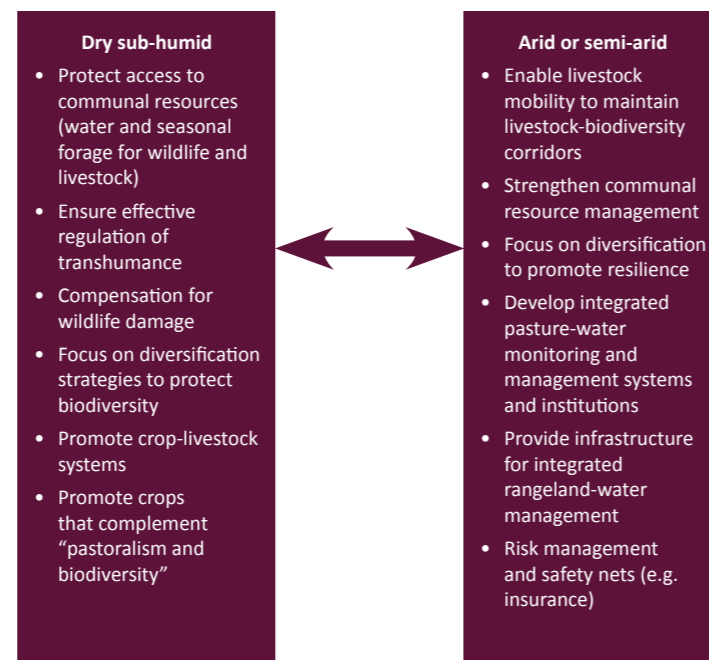 Dry sub-humid
• Protect access to
communal resources
(water and seasonal
forage for wildlife and
livestock)
• Ensure effective
regulation of
transhumance
• Compensation for
wildlife damage
• Focus on diversification
strategies to protect
biodiversity
• Promote crop-livestock
systems
• Promote crops
that complement
“pastoralism and
biodiversity”
Arid or semi-arid
• Enable livestock
mobility to maintain
livestock-biodiversity
corridors
• Strengthen communal
resource management
• Focus on diversification
to promote resilience
• Develop integrated
pasture-water
monitoring and
management systems
and institutions
• Provide infrastructure
for integrated
rangeland-water
management
• Risk management
and safety nets (e.g.
insurance)